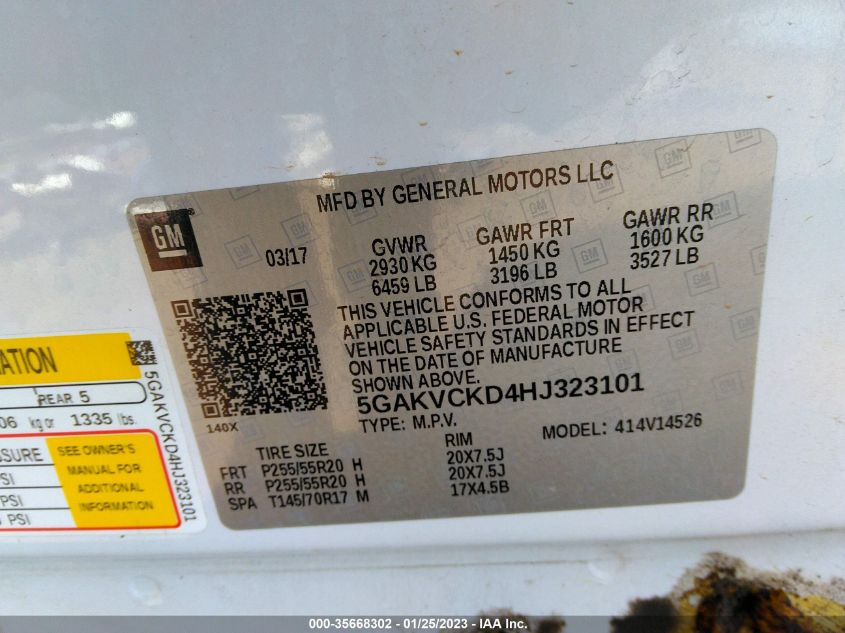 MFD BY GENERAL MOTORS LLC
GM
03/17
GVWR
2930 KG
6459 LB
GAWR FRT
1450 KG
3196 LB
GAWR RR
1600 KG
3527 LB
THIS VEHICLE CONFORMS TO ALL
APPLICABLE U.S. FEDERAL MOTOR
VEHICLE SAFETY STANDARDS IN EFFECT
ON THE DATE OF MANUFACTURE
SHOWN ABOVE.
5GAKVCKD4HJ323101
140X
TYPE: M.P.V.
MODEL: 414V14526
TIRE SIZE
RIM
FRT P255/55R20 H
20X7.5J
RR P255/55R20 H
20X7.5J
SPA T145/70R17 M
17X4.5B
REAR 5
kg or 1335 lbs.
SEE OWNER'S
MANUAL FOR
ADDITIONAL
INFORMATION
PSI
PSI
5GAKVCKD4HJ323101
000-35668302 - 01/25/2023 - IAA Inc.